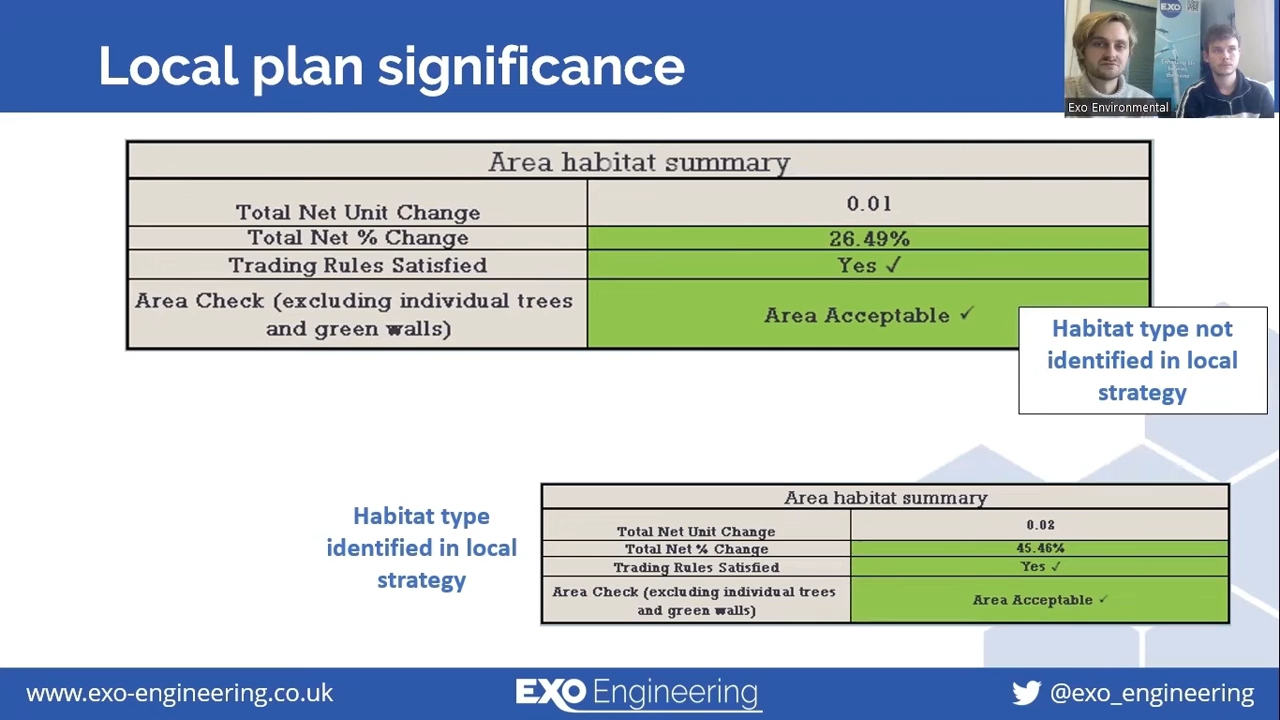 Local plan significance
EXO
Exo Environmental
Area habitat summary
Total Net Unit Change 0.01
Total Net % Change 26.49%
Trading Rules Satisfied Yes ✓
Area Check (excluding individual trees
and green walls) Area Acceptable ✓
Habitat type not
identified in local
strategy
Habitat type
identified in local
strategy
Area habitat summary
Total Net Unit Change 0.02
Total Net % Change 45.46%
Trading Rules Satisfied Yes ✓
Area Check (excluding individual trees
and green walls) Area Acceptable ✓
www.exo-engineering.co.uk
EXO Engineering
@exo_engineering